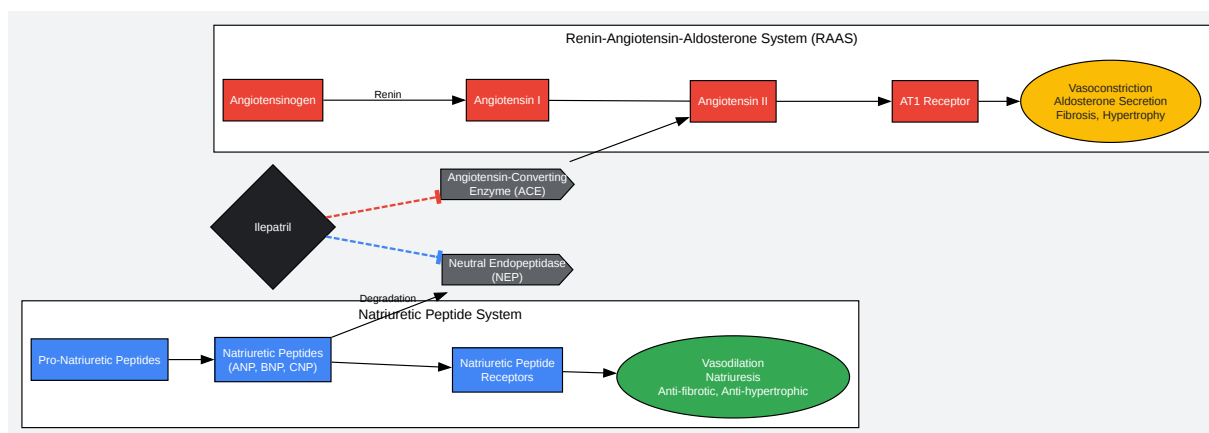 Renin-Angiotensin-Aldosterone System (RAAS)
Angiotensinogen
Renin
Angiotensin I
Angiotensin II
AT1 Receptor
Vasoconstriction
Aldosterone Secretion
Fibrosis, Hypertrophy
Angiotensin-Converting
Enzyme (ACE)
Ilepatril
Neutral Endopeptidase
(NEP)
Degradation
Natriuretic Peptide System
Pro-Natriuretic Peptides
Natriuretic Peptides
(ANP, BNP, CNP)
Natriuretic Peptide
Receptors
Vasodilation
Natriuresis
Anti-fibrotic, Anti-hypertrophic